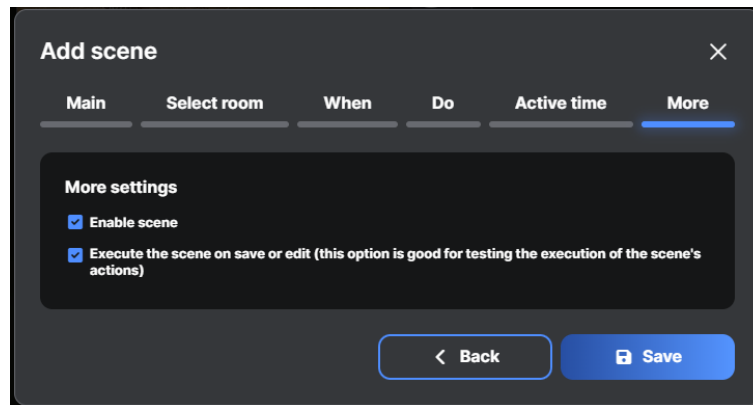 Add scene
Main Select room When Do Active time More
More settings
Enable scene
Execute the scene on save or edit (this option is good for testing the execution of the scene's
actions)
Back Save